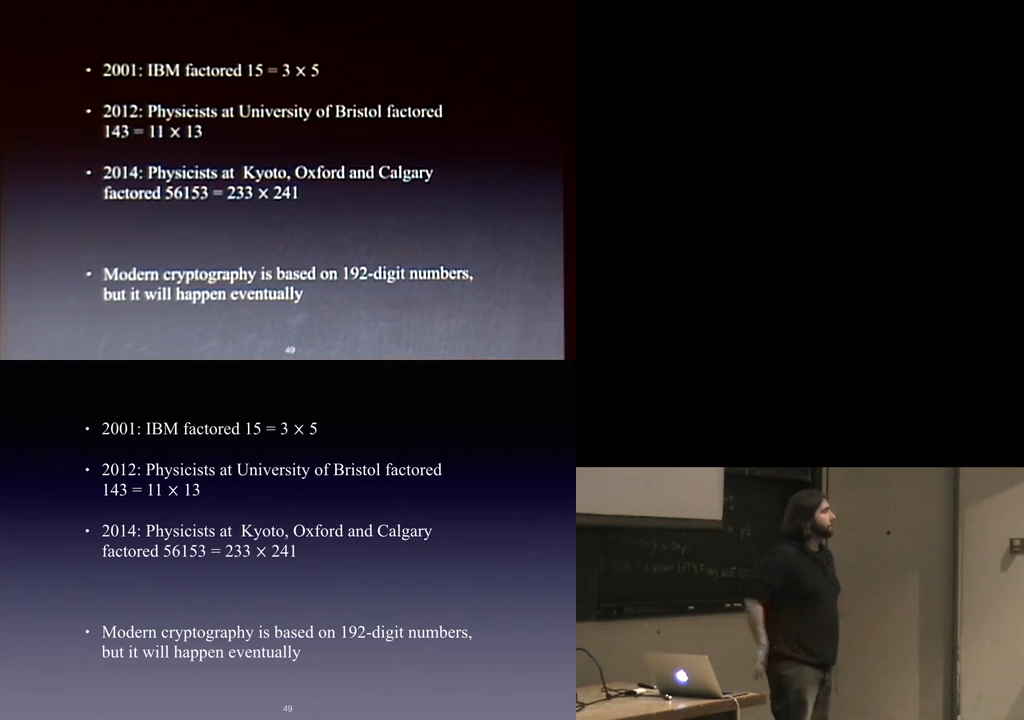 • 2001: IBM factored 15 = 3 × 5
• 2012: Physicists at University of Bristol factored
143 = 11 × 13
• 2014: Physicists at Kyoto, Oxford and Calgary
factored 56153 = 233 × 241
• Modern cryptography is based on 192-digit numbers,
but it will happen eventually
49
• 2001: IBM factored 15 = 3 × 5
• 2012: Physicists at University of Bristol factored
143 = 11 × 13
• 2014: Physicists at Kyoto, Oxford and Calgary
factored 56153 = 233 × 241
• Modern cryptography is based on 192-digit numbers,
but it will happen eventually
49
LET'S FIND OUT